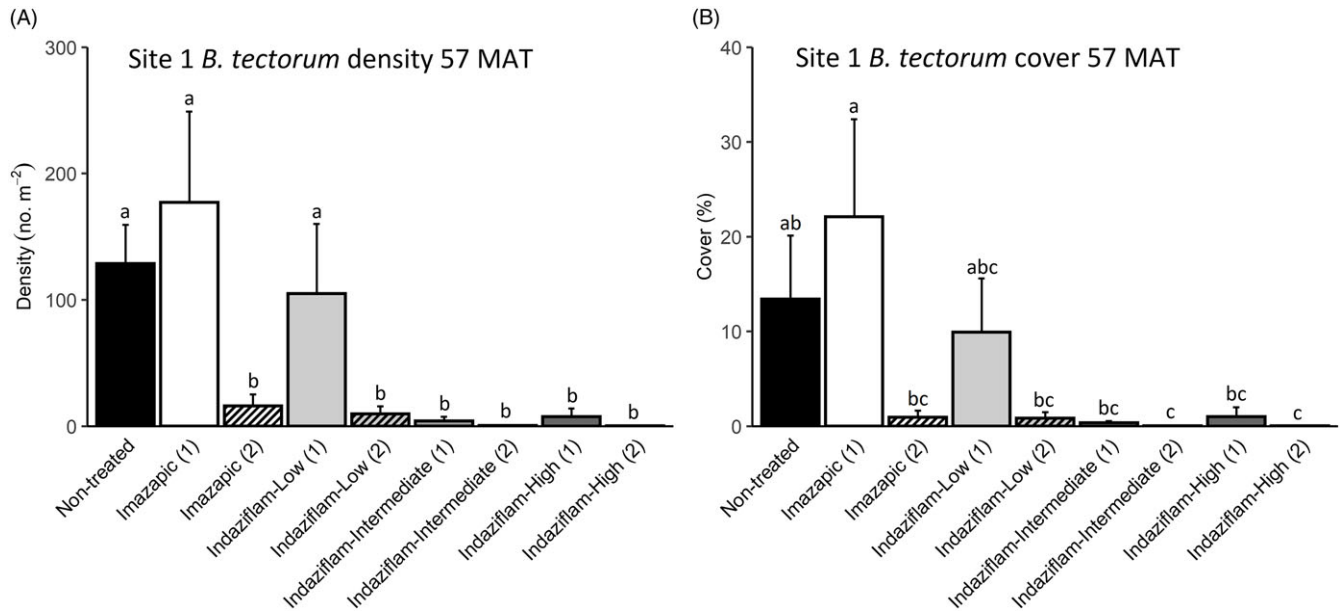 (A)
Site 1 B. tectorum density 57 MAT
Density (no. m⁻²)
300
200
100
0
a
a
b
a
b
b
b
b
b
Non-treated
Imazapic (1)
Imazapic (2)
Indaziflam-Low (1)
Indaziflam-Low (2)
Indaziflam-Intermediate (1)
Indaziflam-Intermediate (2)
Indaziflam-High (1)
Indaziflam-High (2)
(B)
Site 1 B. tectorum cover 57 MAT
Cover (%)
40
30
20
10
0
ab
a
bc
abc
bc
bc
c
bc
c
Non-treated
Imazapic (1)
Imazapic (2)
Indaziflam-Low (1)
Indaziflam-Low (2)
Indaziflam-Intermediate (1)
Indaziflam-Intermediate (2)
Indaziflam-High (1)
Indaziflam-High (2)